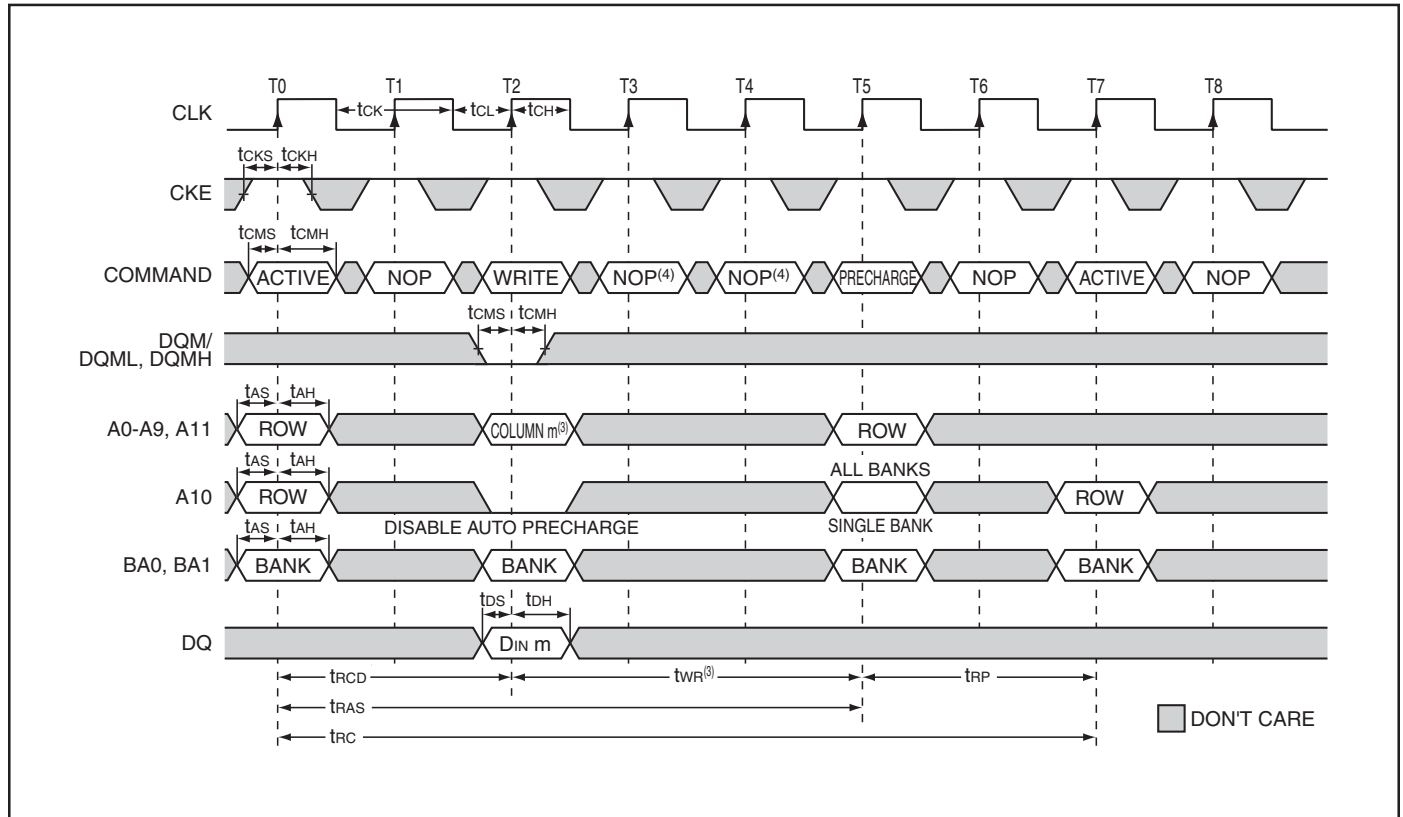 T0 T1 T2 T3 T4 T5 T6 T7 T8
CLK tCK tCL tCH
tCKS tCKH
CKE
tCMS tCMH
COMMAND ACTIVE NOP WRITE NOP(4) NOP(4) PRECHARGE NOP ACTIVE NOP
tCMS tCMH
DQM/
DQML, DQMH
tAS tAH
A0-A9, A11 ROW COLUMN m(3) ROW
tAS tAH ALL BANKS
A10 ROW ROW
DISABLE AUTO PRECHARGE SINGLE BANK
tAS tAH
BA0, BA1 BANK BANK BANK BANK
tDS tDH
DQ DIN m
tRCD tWR(3) tRP
tRAS
DON'T CARE
tRC